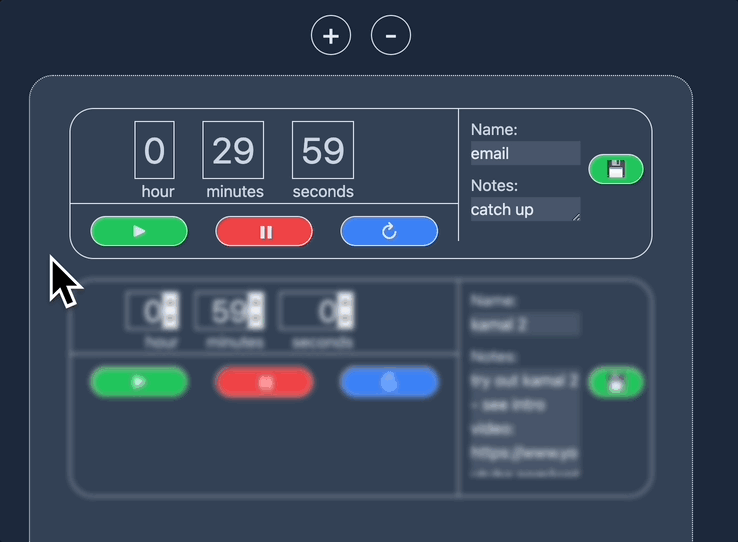 + -
0 29 59
hour minutes seconds
Name:
email
Notes:
catch up
0 59 0
hour minutes seconds
Name:
kamal 2
Notes:
try out kamal 2
- see intro
video:
https://www.yo